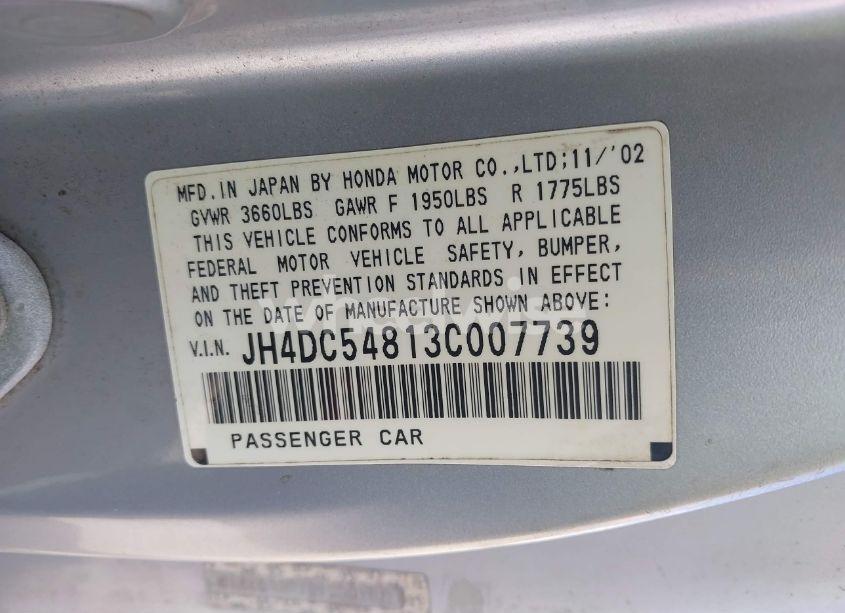 MFD.IN JAPAN BY HONDA MOTOR CO.,LTD;11/'02
GVWR 3660LBS GAWR F 1950LBS R 1775LBS
THIS VEHICLE CONFORMS TO ALL APPLICABLE
FEDERAL MOTOR VEHICLE SAFETY, BUMPER,
AND THEFT PREVENTION STANDARDS IN EFFECT
ON THE DATE OF MANUFACTURE SHOWN ABOVE:
V.I.N. JH4DC54813C007739
PASSENGER CAR